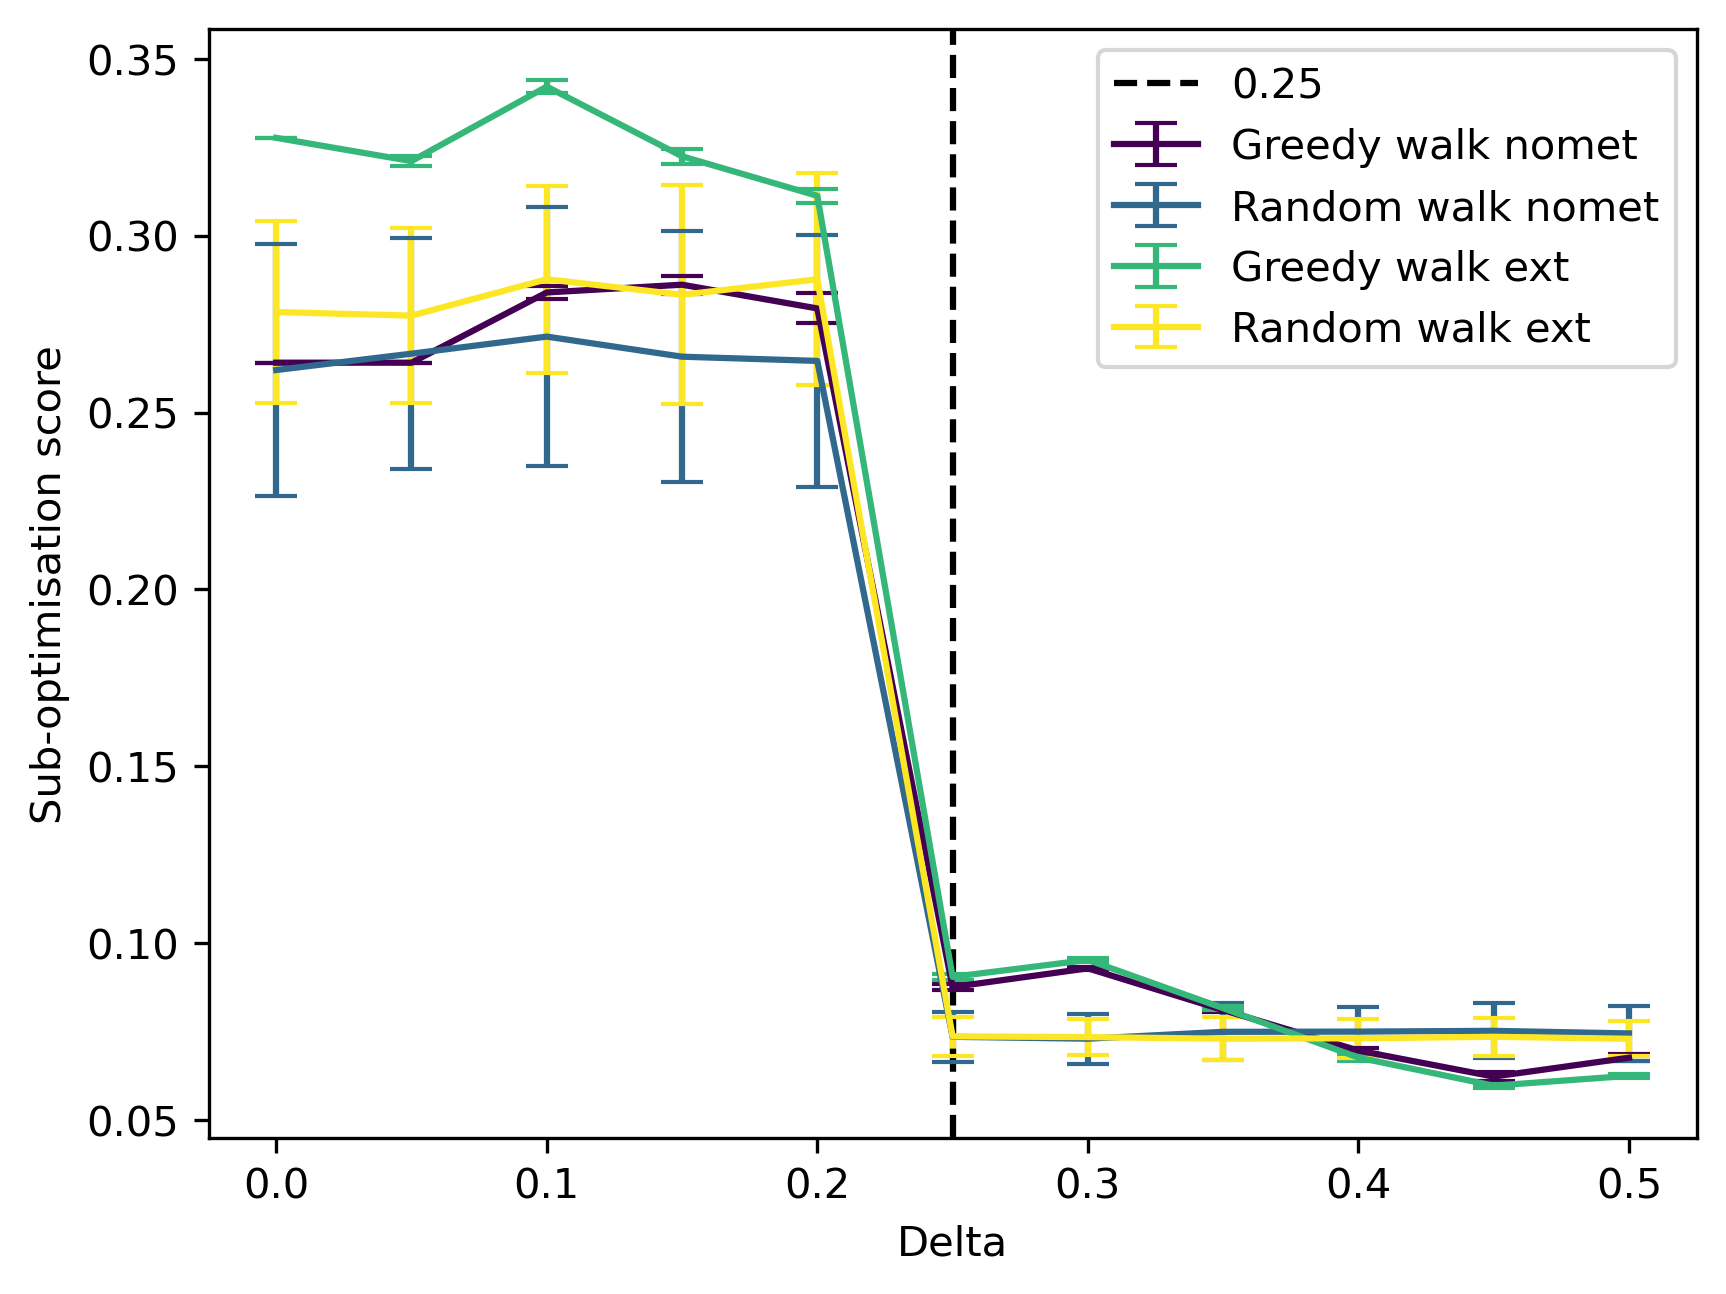 0.35
0.30
0.25
0.20
0.15
0.10
0.05
Sub-optimisation score
0.25
Greedy walk nomet
Random walk nomet
Greedy walk ext
Random walk ext
0.0 0.1 0.2 0.3 0.4 0.5
Delta